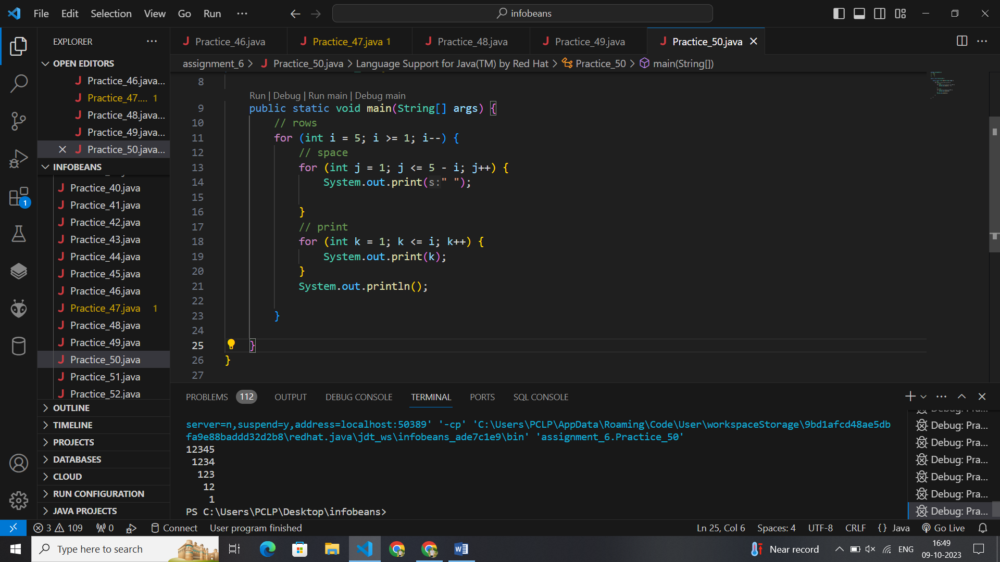 File Edit Selection View Go Run ···
infobeans
EXPLORER
Practice_46.java
Practice_47.java 1
Practice_48.java
Practice_49.java
Practice_50.java
OPEN EDITORS
Practice_46.java...
Practice_47.... 1
Practice_48.java...
Practice_49.java...
Practice_50.java...
INFOBEANS
Practice_40.java
Practice_41.java
Practice_42.java
Practice_43.java
Practice_44.java
Practice_45.java
Practice_46.java
Practice_47.java 1
Practice_48.java
Practice_49.java
Practice_50.java
Practice_51.java
Practice_52.java
OUTLINE
TIMELINE
PROJECTS
DATABASES
CLOUD
RUN CONFIGURATION
JAVA PROJECTS
1
assignment_6 > Practice_50.java > Language Support for Java(TM) by Red Hat > Practice_50 > main(String[])
8
Run | Debug | Run main | Debug main
9 public static void main(String[] args) {
10 // rows
11 for (int i = 5; i >= 1; i--) {
12 // space
13 for (int j = 1; j <= 5 - i; j++) {
14 System.out.print(s:" ");
15
16 }
17 // print
18 for (int k = 1; k <= i; k++) {
19 System.out.print(k);
20 }
21 System.out.println();
22
23 }
24
25 }
26 }
27
PROBLEMS 112 OUTPUT DEBUG CONSOLE TERMINAL PORTS SQL CONSOLE
server=n,suspend=y,address=localhost:50389' '-cp' 'C:\Users\PCLP\AppData\Roaming\Code\User\workspaceStorage\9bd1afcd48ae5db
fa9e88baddd32d2b8\redhat.java\jdt_ws\infobeans_ade7c1e9\bin' 'assignment_6.Practice_50'
12345
1234
123
12
1
PS C:\Users\PCLP\Desktop\infobeans>
Debug: Pra...
Debug: Pra...
Debug: Pra...
Debug: Pra...
Debug: Pra...
Debug: Pra...
3 109 0 Connect User program finished Ln 25, Col 6 Spaces: 4 UTF-8 CRLF {} Java Go Live
Type here to search
Near record ENG
16:49
09-10-2023